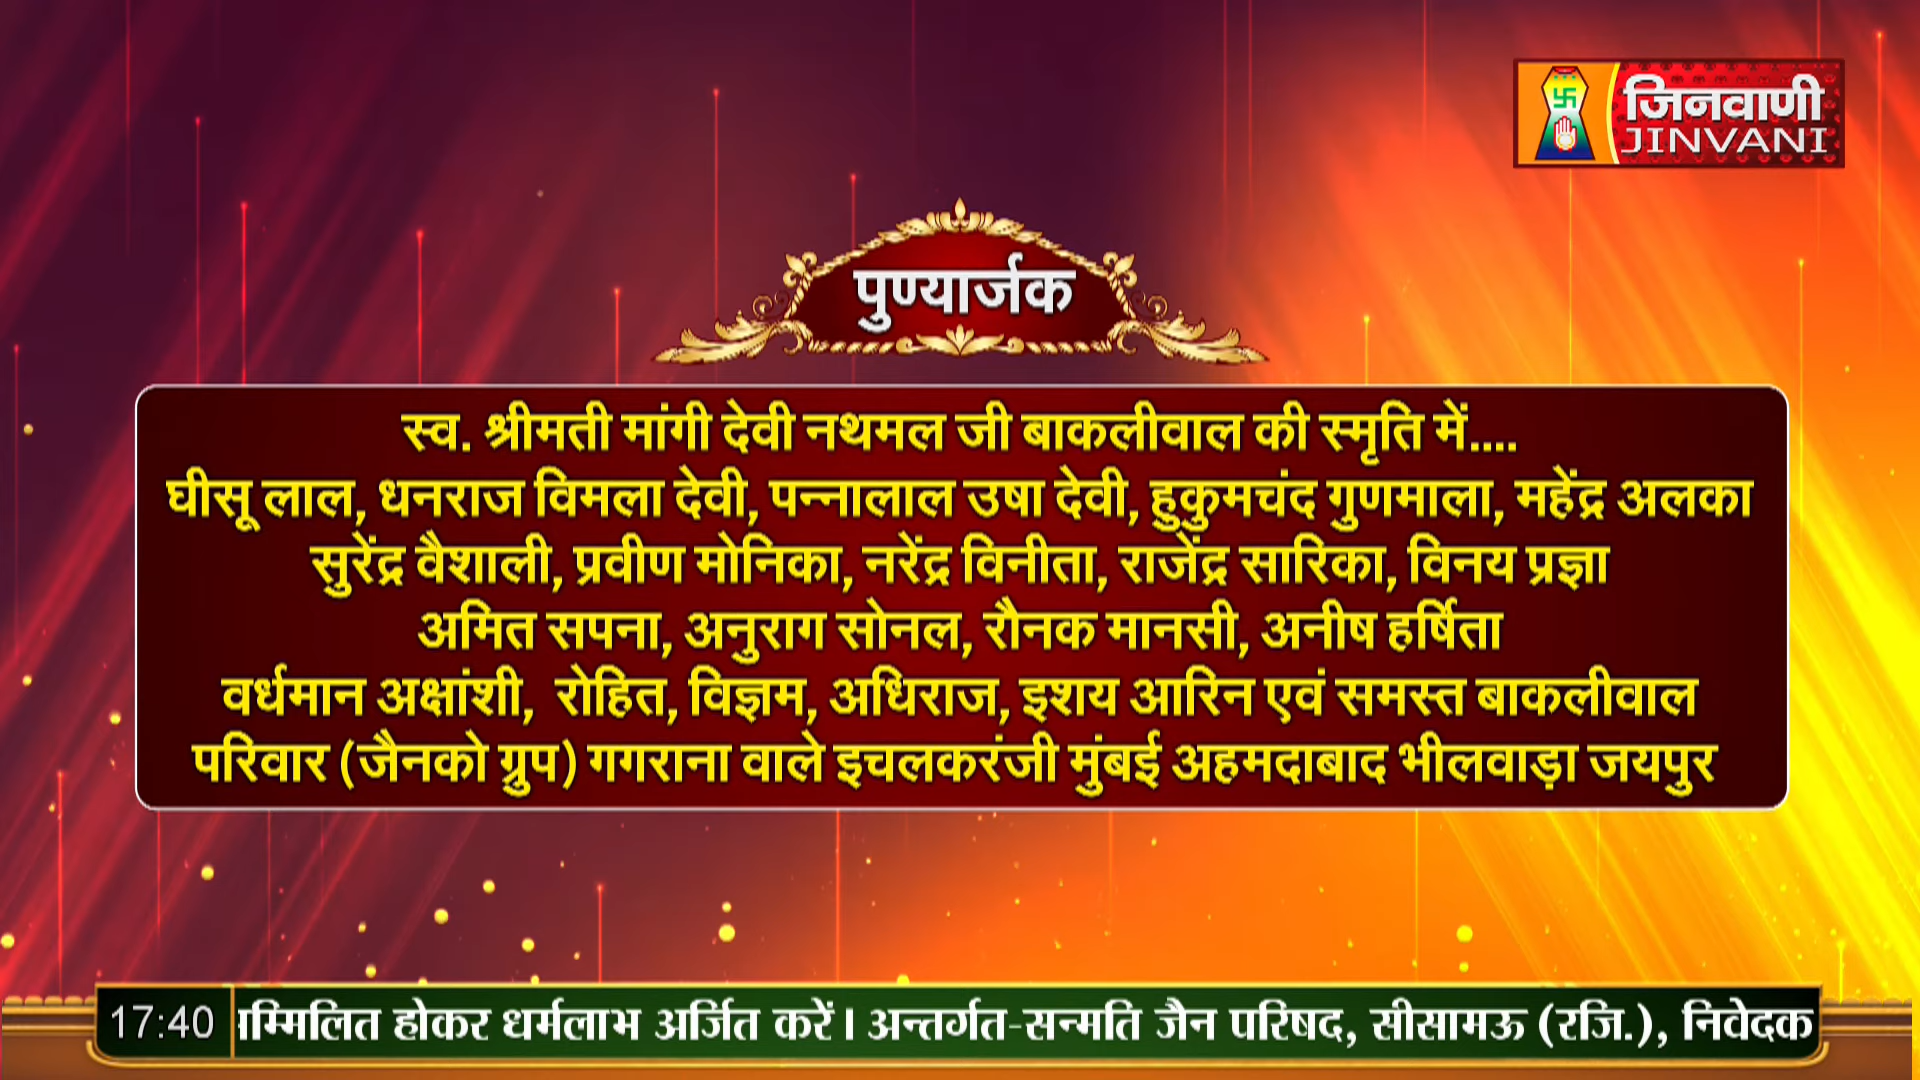 जिनवाणी
JINVANI
पुण्यार्जक
स्व. श्रीमती मांगी देवी नथमल जी बाकलीवाल की स्मृति में....
घीसू लाल, धनराज विमला देवी, पन्नालाल उषा देवी, हुकुमचंद गुणमाला, महेंद्र अलका
सुरेंद्र वैशाली, प्रवीण मोनिका, नरेंद्र विनीता, राजेंद्र सारिका, विनय प्रज्ञा
अमित सपना, अनुराग सोनल, रौनक मानसी, अनीष हर्षिता
वर्धमान अक्षांशी,  रोहित, विज्ञम, अधिराज, इशय आरिन एवं समस्त बाकलीवाल
परिवार (जैनको ग्रुप) गगराना वाले इचलकरंजी मुंबई अहमदाबाद भीलवाड़ा जयपुर
17:40 म्मिलित होकर धर्मलाभ अर्जित करें। अन्तर्गत-सन्मति जैन परिषद, सीसामऊ (रजि.), निवेदक